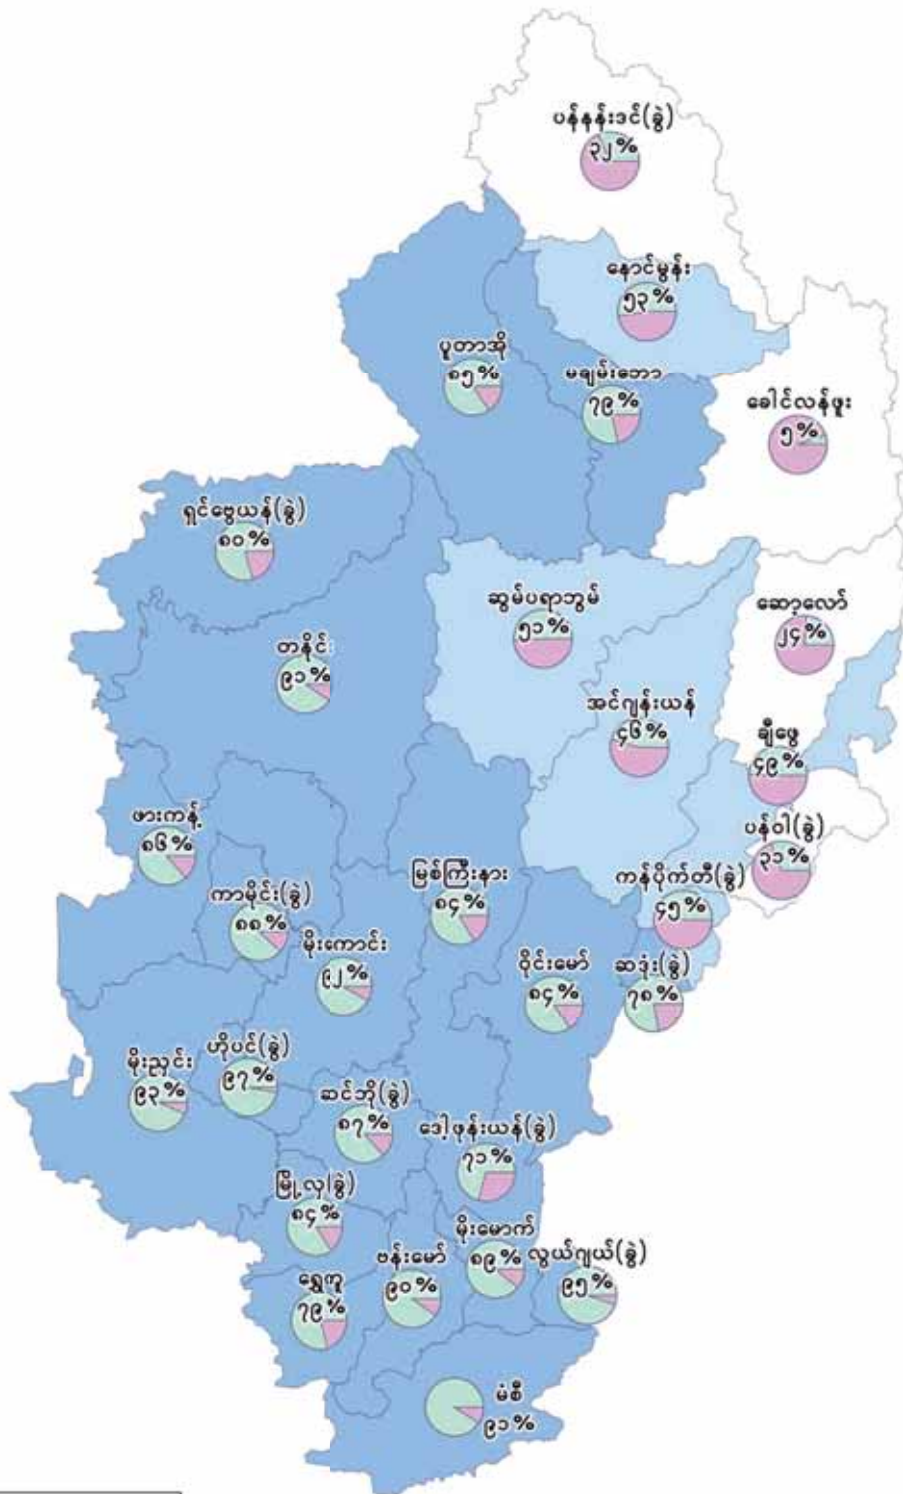 ပန်နန်းဒင်(ခွဲ)
၃၂%
နောင်မွန်း
၅၃%
ပူတာအို
၈၅%
မချမ်းဘော
၇၉%
ခေါင်လန်ဖူး
၅%
ရှင်ဗွေယန်(ခွဲ)
၈၀%
ဆွမ်ပရာဘွမ်
၅၁%
ဆော့လော်
၂၄%
တနိုင်း
၉၁%
အင်ဂျန်းယန်
၄၆%
ချီဖွေ
၄၉%
ဖားကန့်
၈၆%
ပန်ဝါ(ခွဲ)
၃၁%
မြစ်ကြီးနား
၈၄%
ကန်ပိုက်တီ(ခွဲ)
၄၅%
ကာမိုင်း(ခွဲ)
၈၈%
မိုးကောင်း
၉၂%
ဝိုင်းမော်
၈၄%
ဆဒုံး(ခွဲ)
၇၈%
မိုးညှင်း
၉၃%
ဟိုပင်(ခွဲ)
၉၇%
ဆင်ဘို(ခွဲ)
၈၇%
ဒေါ့ဖုန်းယန်(ခွဲ)
၇၁%
မြို့လှ(ခွဲ)
၈၄%
မိုးမောက်
၈၉%
လွယ်ဂျယ်(ခွဲ)
၉၅%
ဗန်းမော်
၉၀%
ရွှေကူ
၇၉%
မံစီ
၉၁%